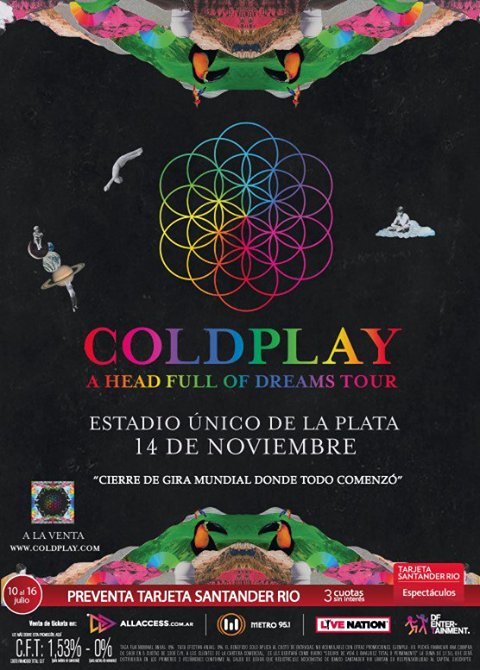 COLDPLAY
A HEAD FULL OF DREAMS TOUR
ESTADIO ÚNICO DE LA PLATA
14 DE NOVIEMBRE
"CIERRE DE GIRA MUNDIAL DONDE TODO COMENZÓ"
A LA VENTA
WWW.COLDPLAY.COM
10 al 16
julio
PREVENTA TARJETA SANTANDER RIO
3 cuotas
sin interés
TARJETA
SANTANDER RIO
Espectáculos
C.F.T: 1,53% - 0%
Venta de tickets en:
ALLACCESS.COM.AR
METRO 95.1
LIVE NATION
DF
ENTER-
TAINMENT.